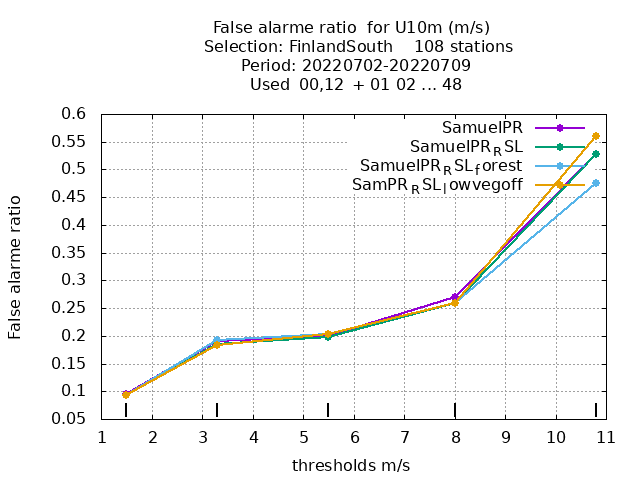 False alarme ratio  for U10m (m/s)
Selection: FinlandSouth    108 stations
Period: 20220702-20220709
Used  00,12  + 01 02 ... 48
SamuelPR
SamuelPR_RSL
SamuelPR_RSL_forest
SamPR_RSL_lowvegoff
False alarme ratio
0.6
0.55
0.5
0.45
0.4
0.35
0.3
0.25
0.2
0.15
0.1
0.05
1 2 3 4 5 6 7 8 9 10 11
thresholds m/s